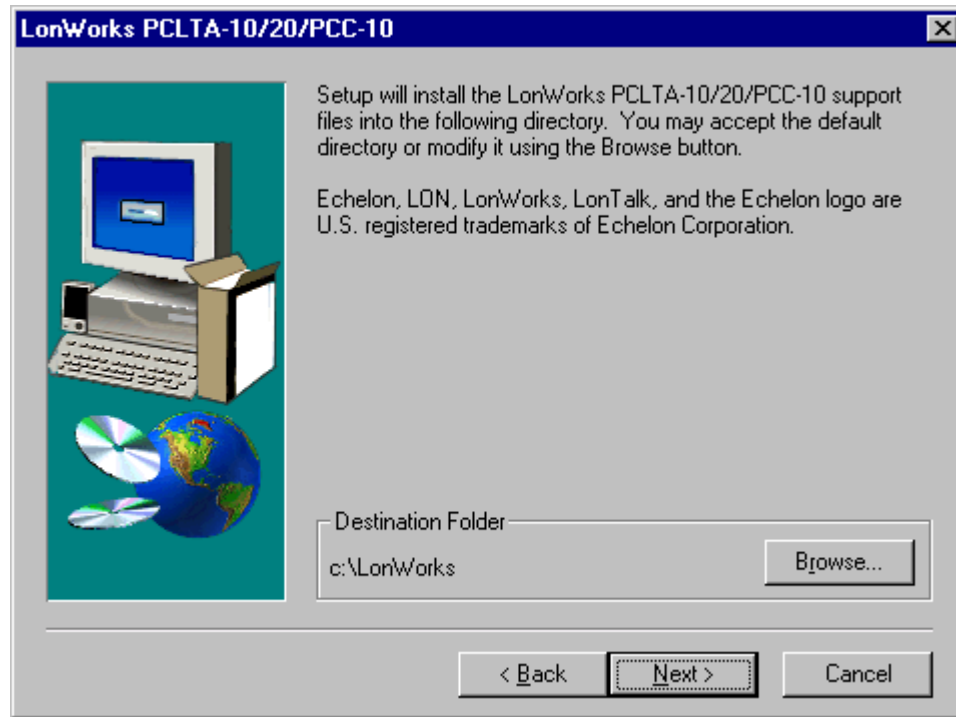 LonWorks PCLTA-10/20/PCC-10
Setup will install the LonWorks PCLTA-10/20/PCC-10 support
files into the following directory.  You may accept the default
directory or modify it using the Browse button.
Echelon, LON, LonWorks, LonTalk, and the Echelon logo are
U.S. registered trademarks of Echelon Corporation.
Destination Folder
c:\LonWorks
Browse...
< Back
Next >
Cancel